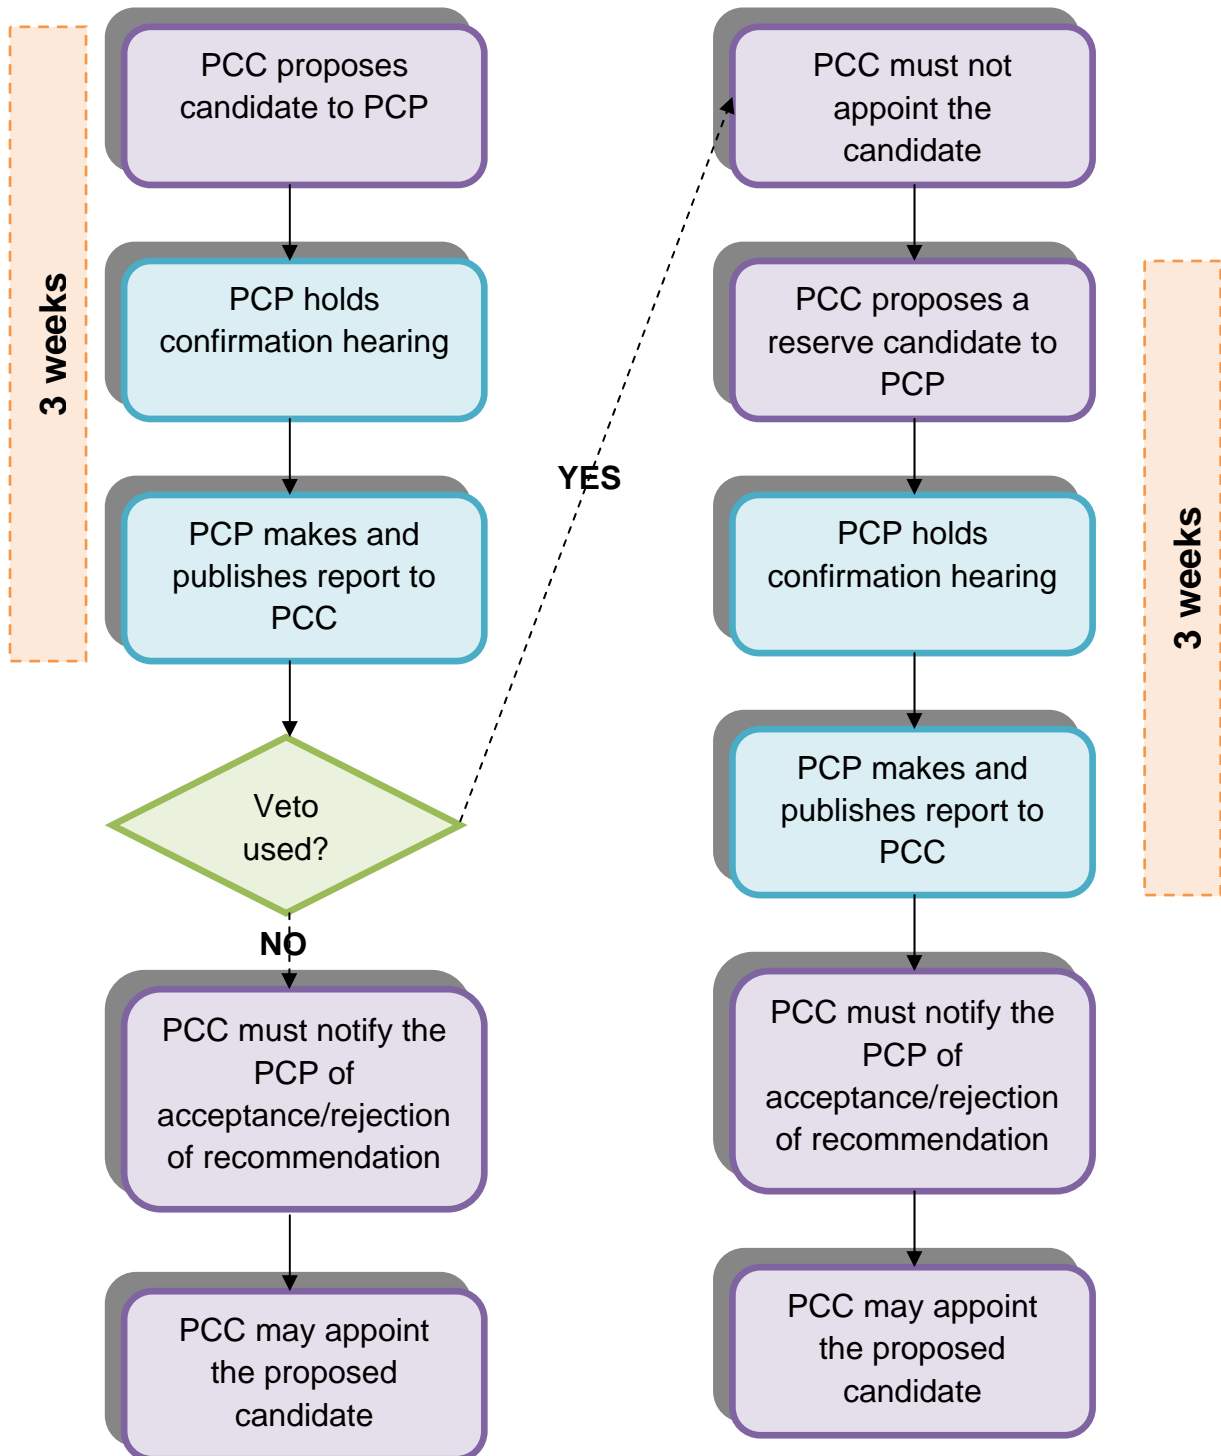 3 weeks
PCC proposes
candidate to PCP
PCP holds
confirmation hearing
PCP makes and
publishes report to
PCC
Veto
used?
YES
NO
PCC must notify the
PCP of
acceptance/rejection
of recommendation
PCC may appoint
the proposed
candidate
PCC must not
appoint the
candidate
PCC proposes a
reserve candidate to
PCP
PCP holds
confirmation hearing
PCP makes and
publishes report to
PCC
3 weeks
PCC must notify the
PCP of
acceptance/rejection
of recommendation
PCC may appoint
the proposed
candidate